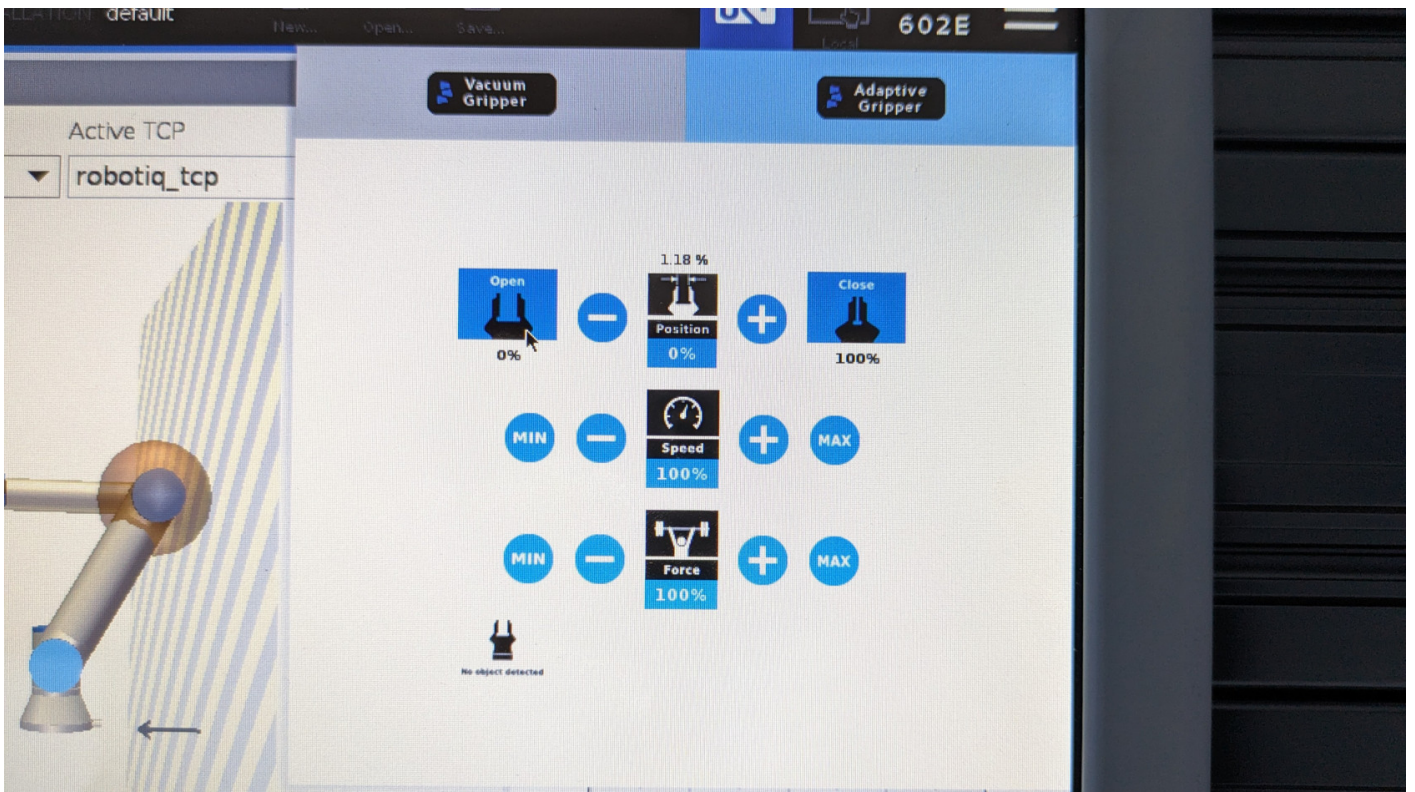 default
New...
Open...
Save...
Local
602E
Vacuum
Gripper
Adaptive
Gripper
Active TCP
robotiq_tcp
1.18 %
Open
Close
Position
0%
0%
100%
MIN
Speed
MAX
100%
MIN
Force
MAX
100%
No object detected